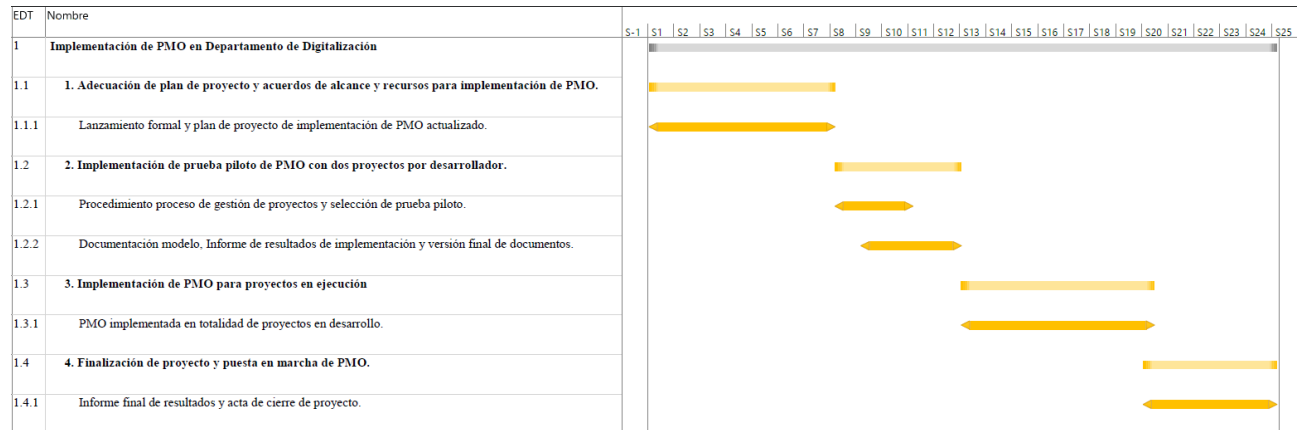 EDT Nombre
S-1 S1 S2 S3 S4 S5 S6 S7 S8 S9 S10 S11 S12 S13 S14 S15 S16 S17 S18 S19 S20 S21 S22 S23 S24 S25
1 Implementación de PMO en Departamento de Digitalización
1.1 1. Adecuación de plan de proyecto y acuerdos de alcance y recursos para implementación de PMO.
1.1.1 Lanzamiento formal y plan de proyecto de implementación de PMO actualizado.
1.2 2. Implementación de prueba piloto de PMO con dos proyectos por desarrollador.
1.2.1 Procedimiento proceso de gestión de proyectos y selección de prueba piloto.
1.2.2 Documentación modelo, Informe de resultados de implementación y versión final de documentos.
1.3 3. Implementación de PMO para proyectos en ejecución
1.3.1 PMO implementada en totalidad de proyectos en desarrollo.
1.4 4. Finalización de proyecto y puesta en marcha de PMO.
1.4.1 Informe final de resultados y acta de cierre de proyecto.